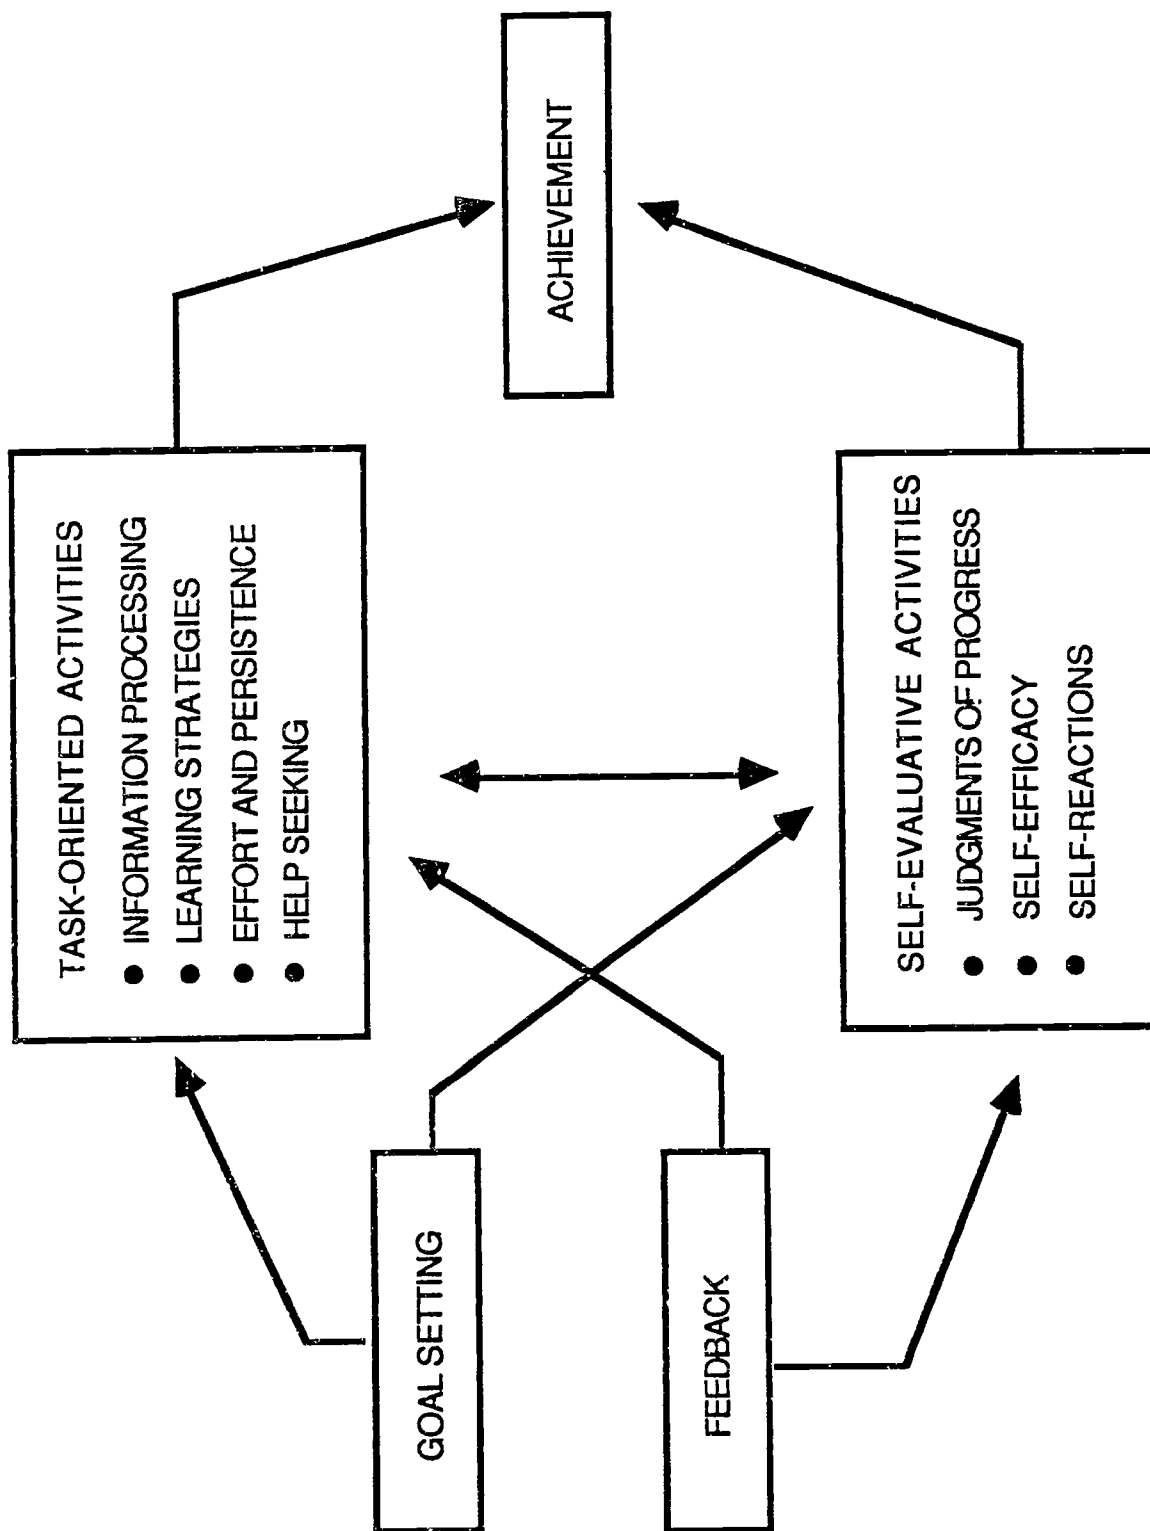 GOAL SETTING
FEEDBACK
TASK-ORIENTED ACTIVITIES
● INFORMATION PROCESSING
● LEARNING STRATEGIES
● EFFORT AND PERSISTENCE
● HELP SEEKING
SELF-EVALUATIVE ACTIVITIES
● JUDGMENTS OF PROGRESS
● SELF-EFFICACY
● SELF-REACTIONS
ACHIEVEMENT